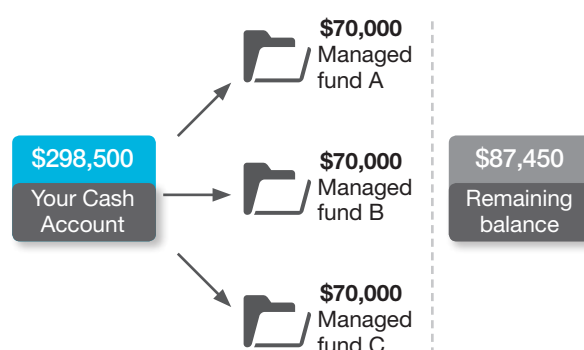 $70,000
Managed
fund A
$298,500
Your Cash
Account
$70,000
Managed
fund B
$87,450
Remaining
balance
$70,000
Managed
fund C